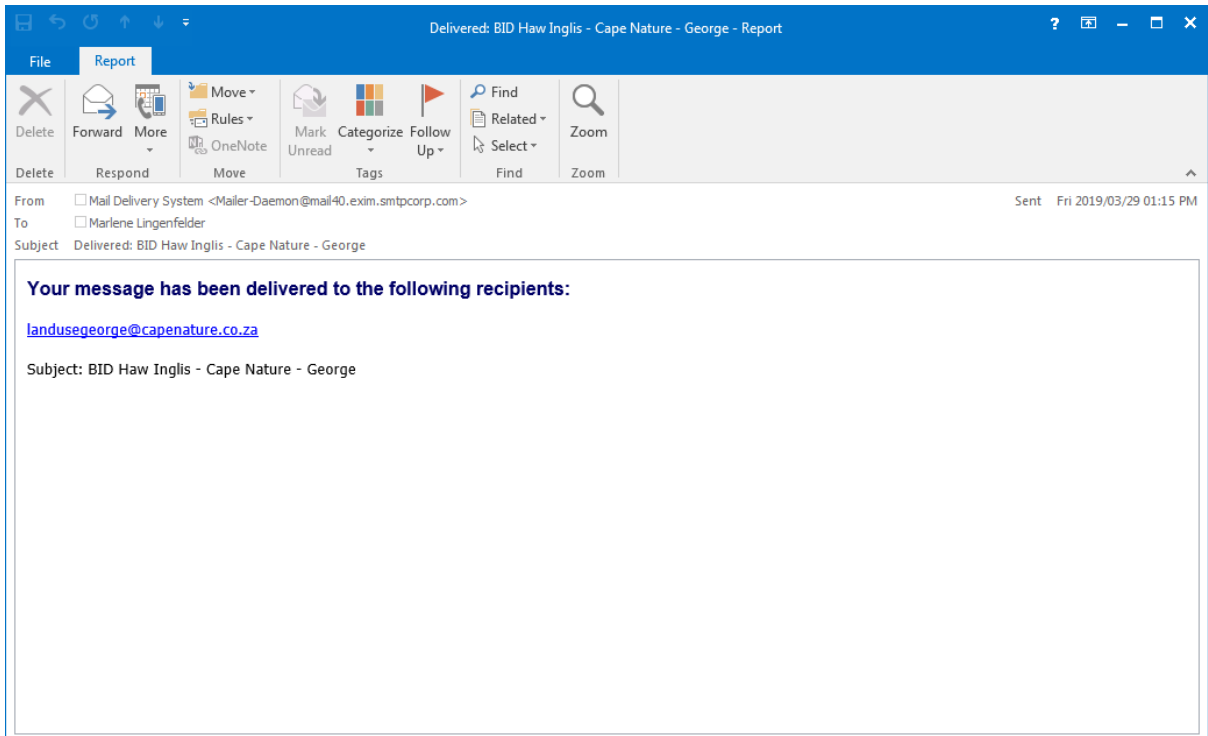 Delivered: BID Haw Inglis - Cape Nature - George - Report
File Report
Delete Forward More Move Rules OneNote Mark Unread Categorize Follow Up Find Related Select Zoom
Delete Respond Move Tags Find Zoom
From Mail Delivery System <Mailer-Daemon@mail40.exim.smtpcorp.com> Sent Fri 2019/03/29 01:15 PM
To Marlene Lingenfelder
Subject Delivered: BID Haw Inglis - Cape Nature - George
Your message has been delivered to the following recipients:
landusegeorge@capenature.co.za
Subject: BID Haw Inglis - Cape Nature - George